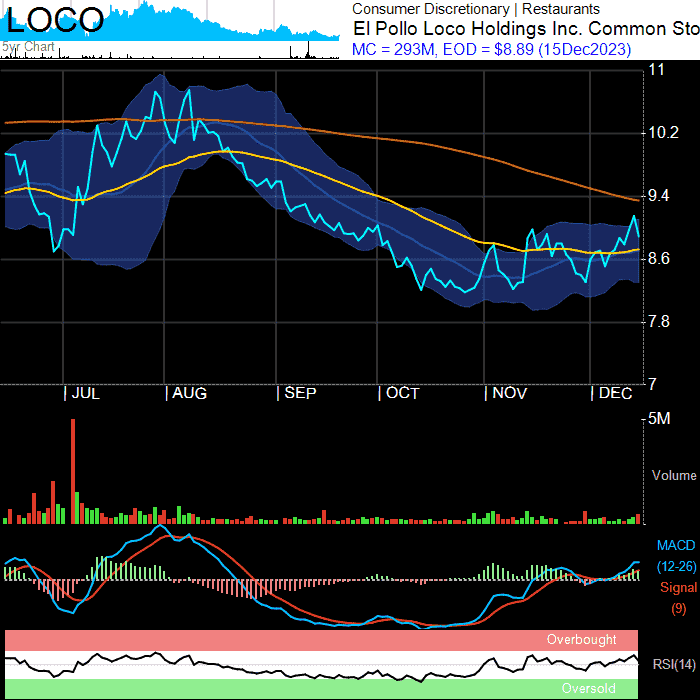 LOCO
5yr Chart
Consumer Discretionary | Restaurants
El Pollo Loco Holdings Inc. Common Sto
MC = 293M, EOD = $8.89 (15Dec2023)
11
10.2
9.4
8.6
7.8
7
| JUL | AUG | SEP | OCT | NOV | DEC
5M
Volume
MACD
(12-26)
Signal
(9)
Overbought
RSI(14)
Oversold